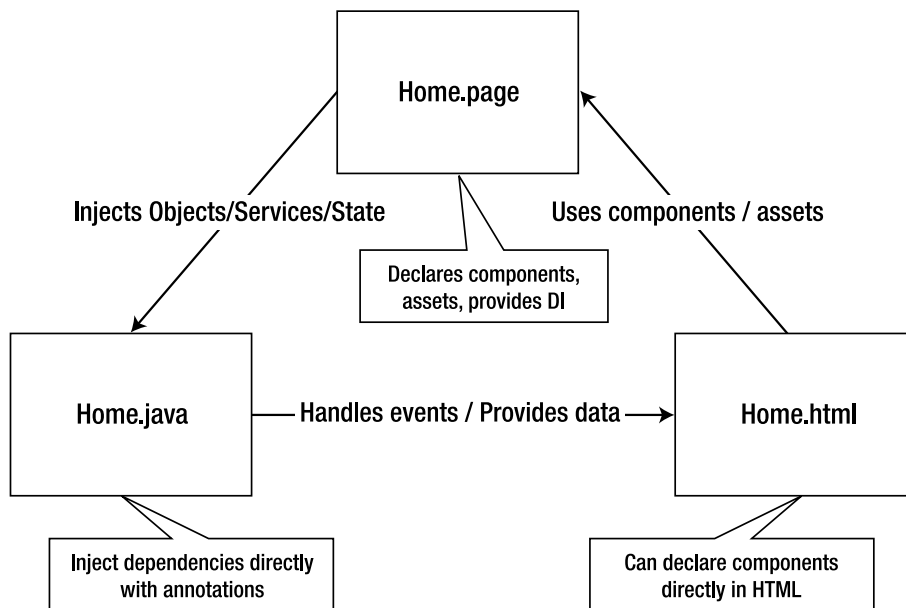 Home.page
Injects Objects/Services/State
Uses components / assets
Declares components,
assets, provides DI
Home.java
Handles events / Provides data
Home.html
Inject dependencies directly
with annotations
Can declare components
directly in HTML